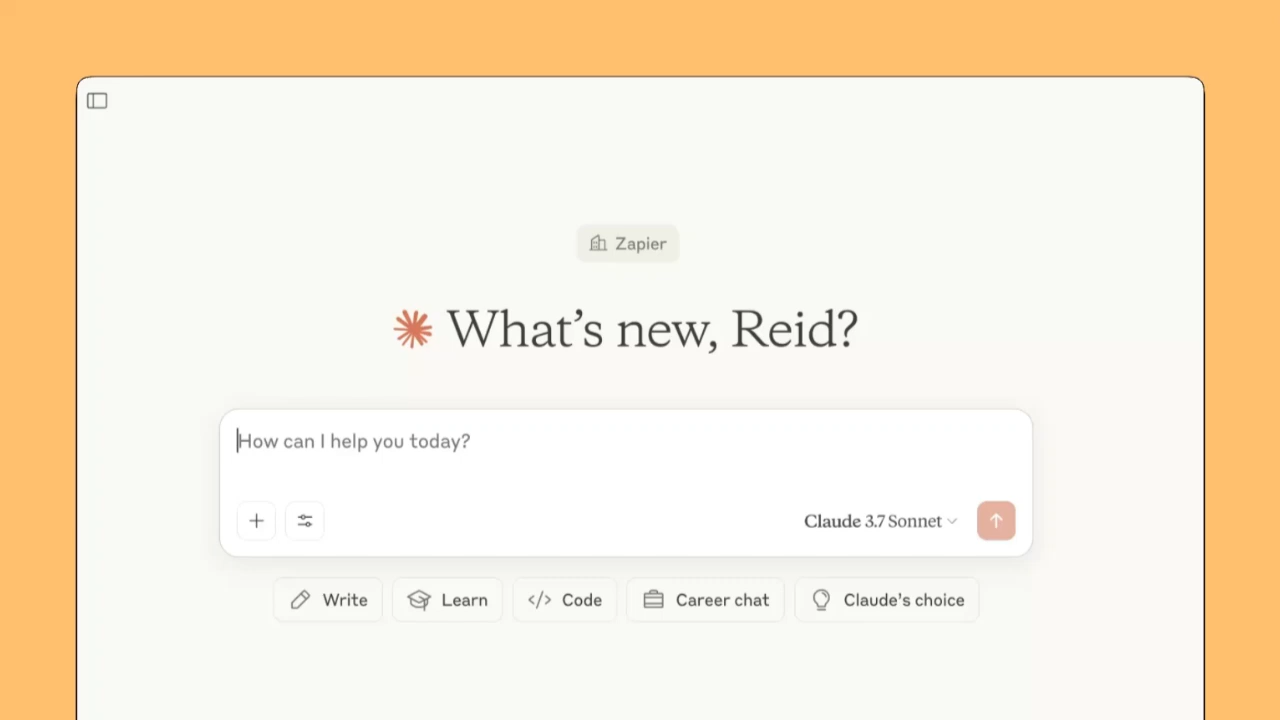 Zapier
What’s new, Reid?
How can I help you today?
Claude 3.7 Sonnet
Write
Learn
Code
Career chat
Claude’s choice